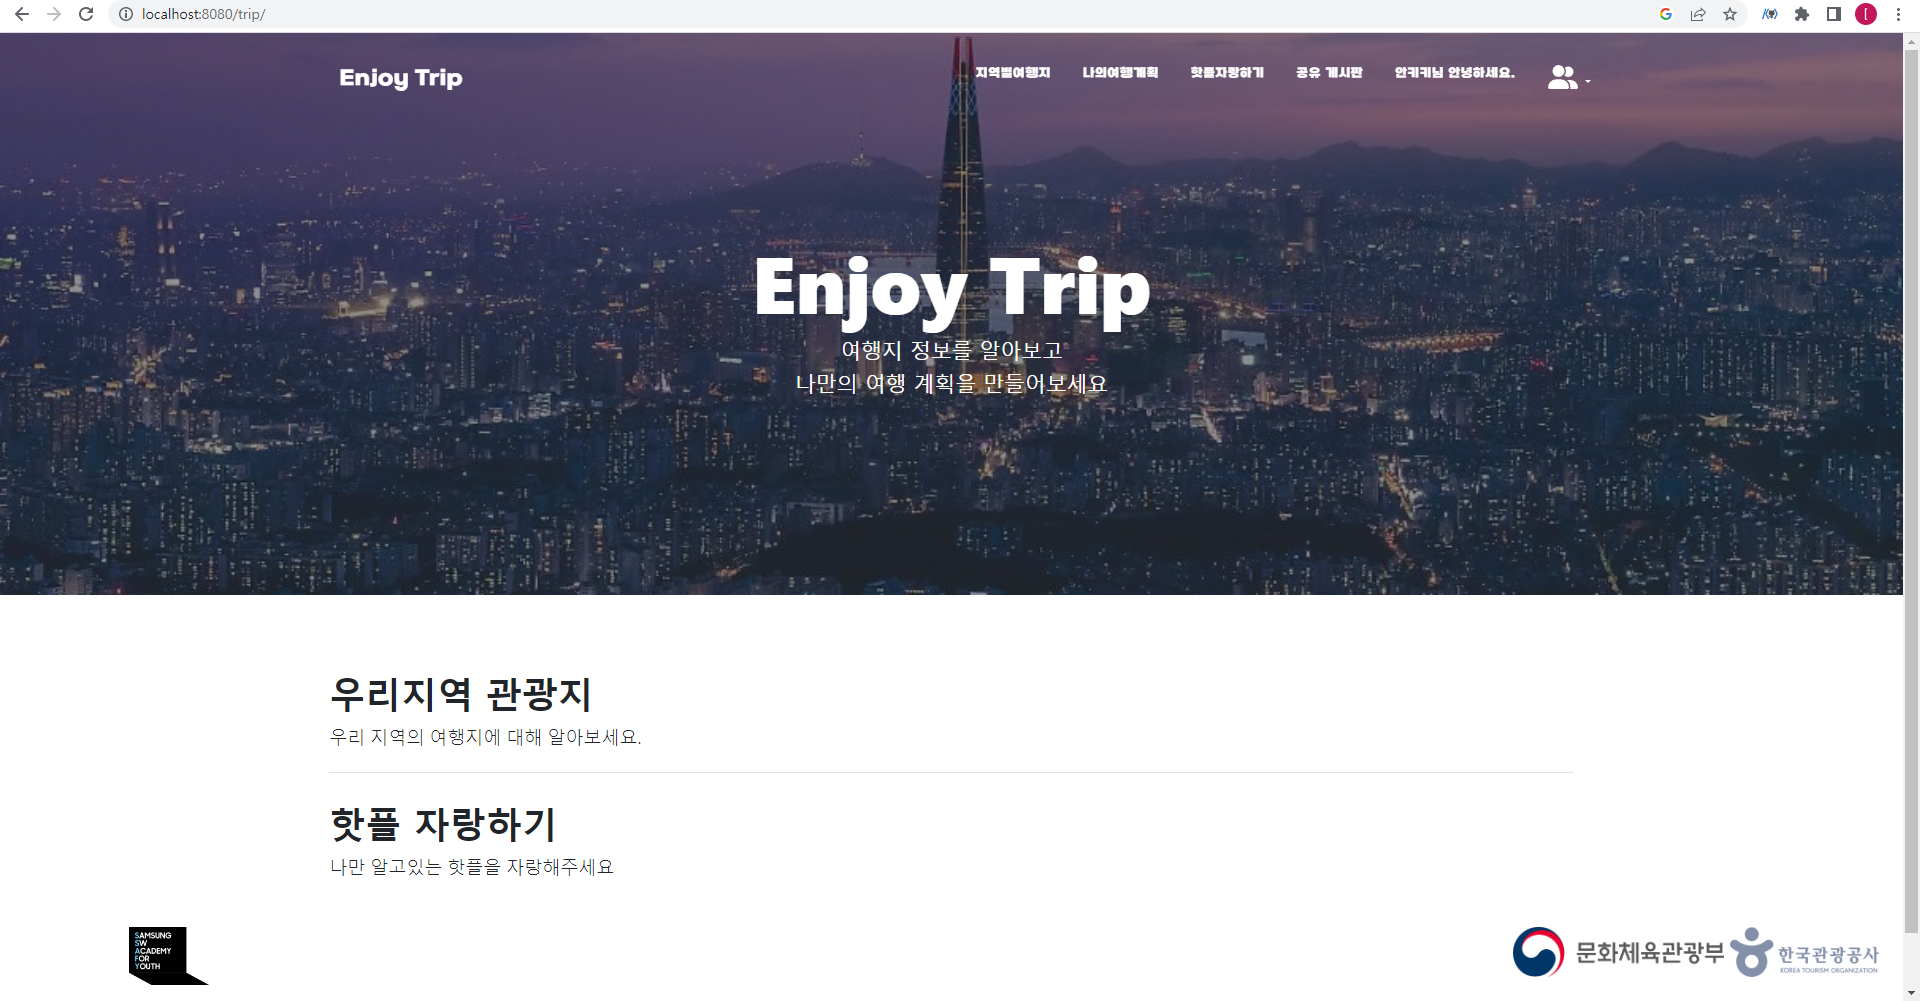 localhost:8080/trip/
Enjoy Trip
지역별여행지
나의여행계획
핫플자랑하기
공유 게시판
안키키님 안녕하세요.
Enjoy Trip
여행지 정보를 알아보고
나만의 여행 계획을 만들어보세요
우리지역 관광지
우리 지역의 여행지에 대해 알아보세요.
핫플 자랑하기
나만 알고있는 핫플을 자랑해주세요
SAMSUNG
SW
ACADEMY
FOR
YOUTH
문화체육관광부
한국관광공사
KOREA TOURISM ORGANIZATION